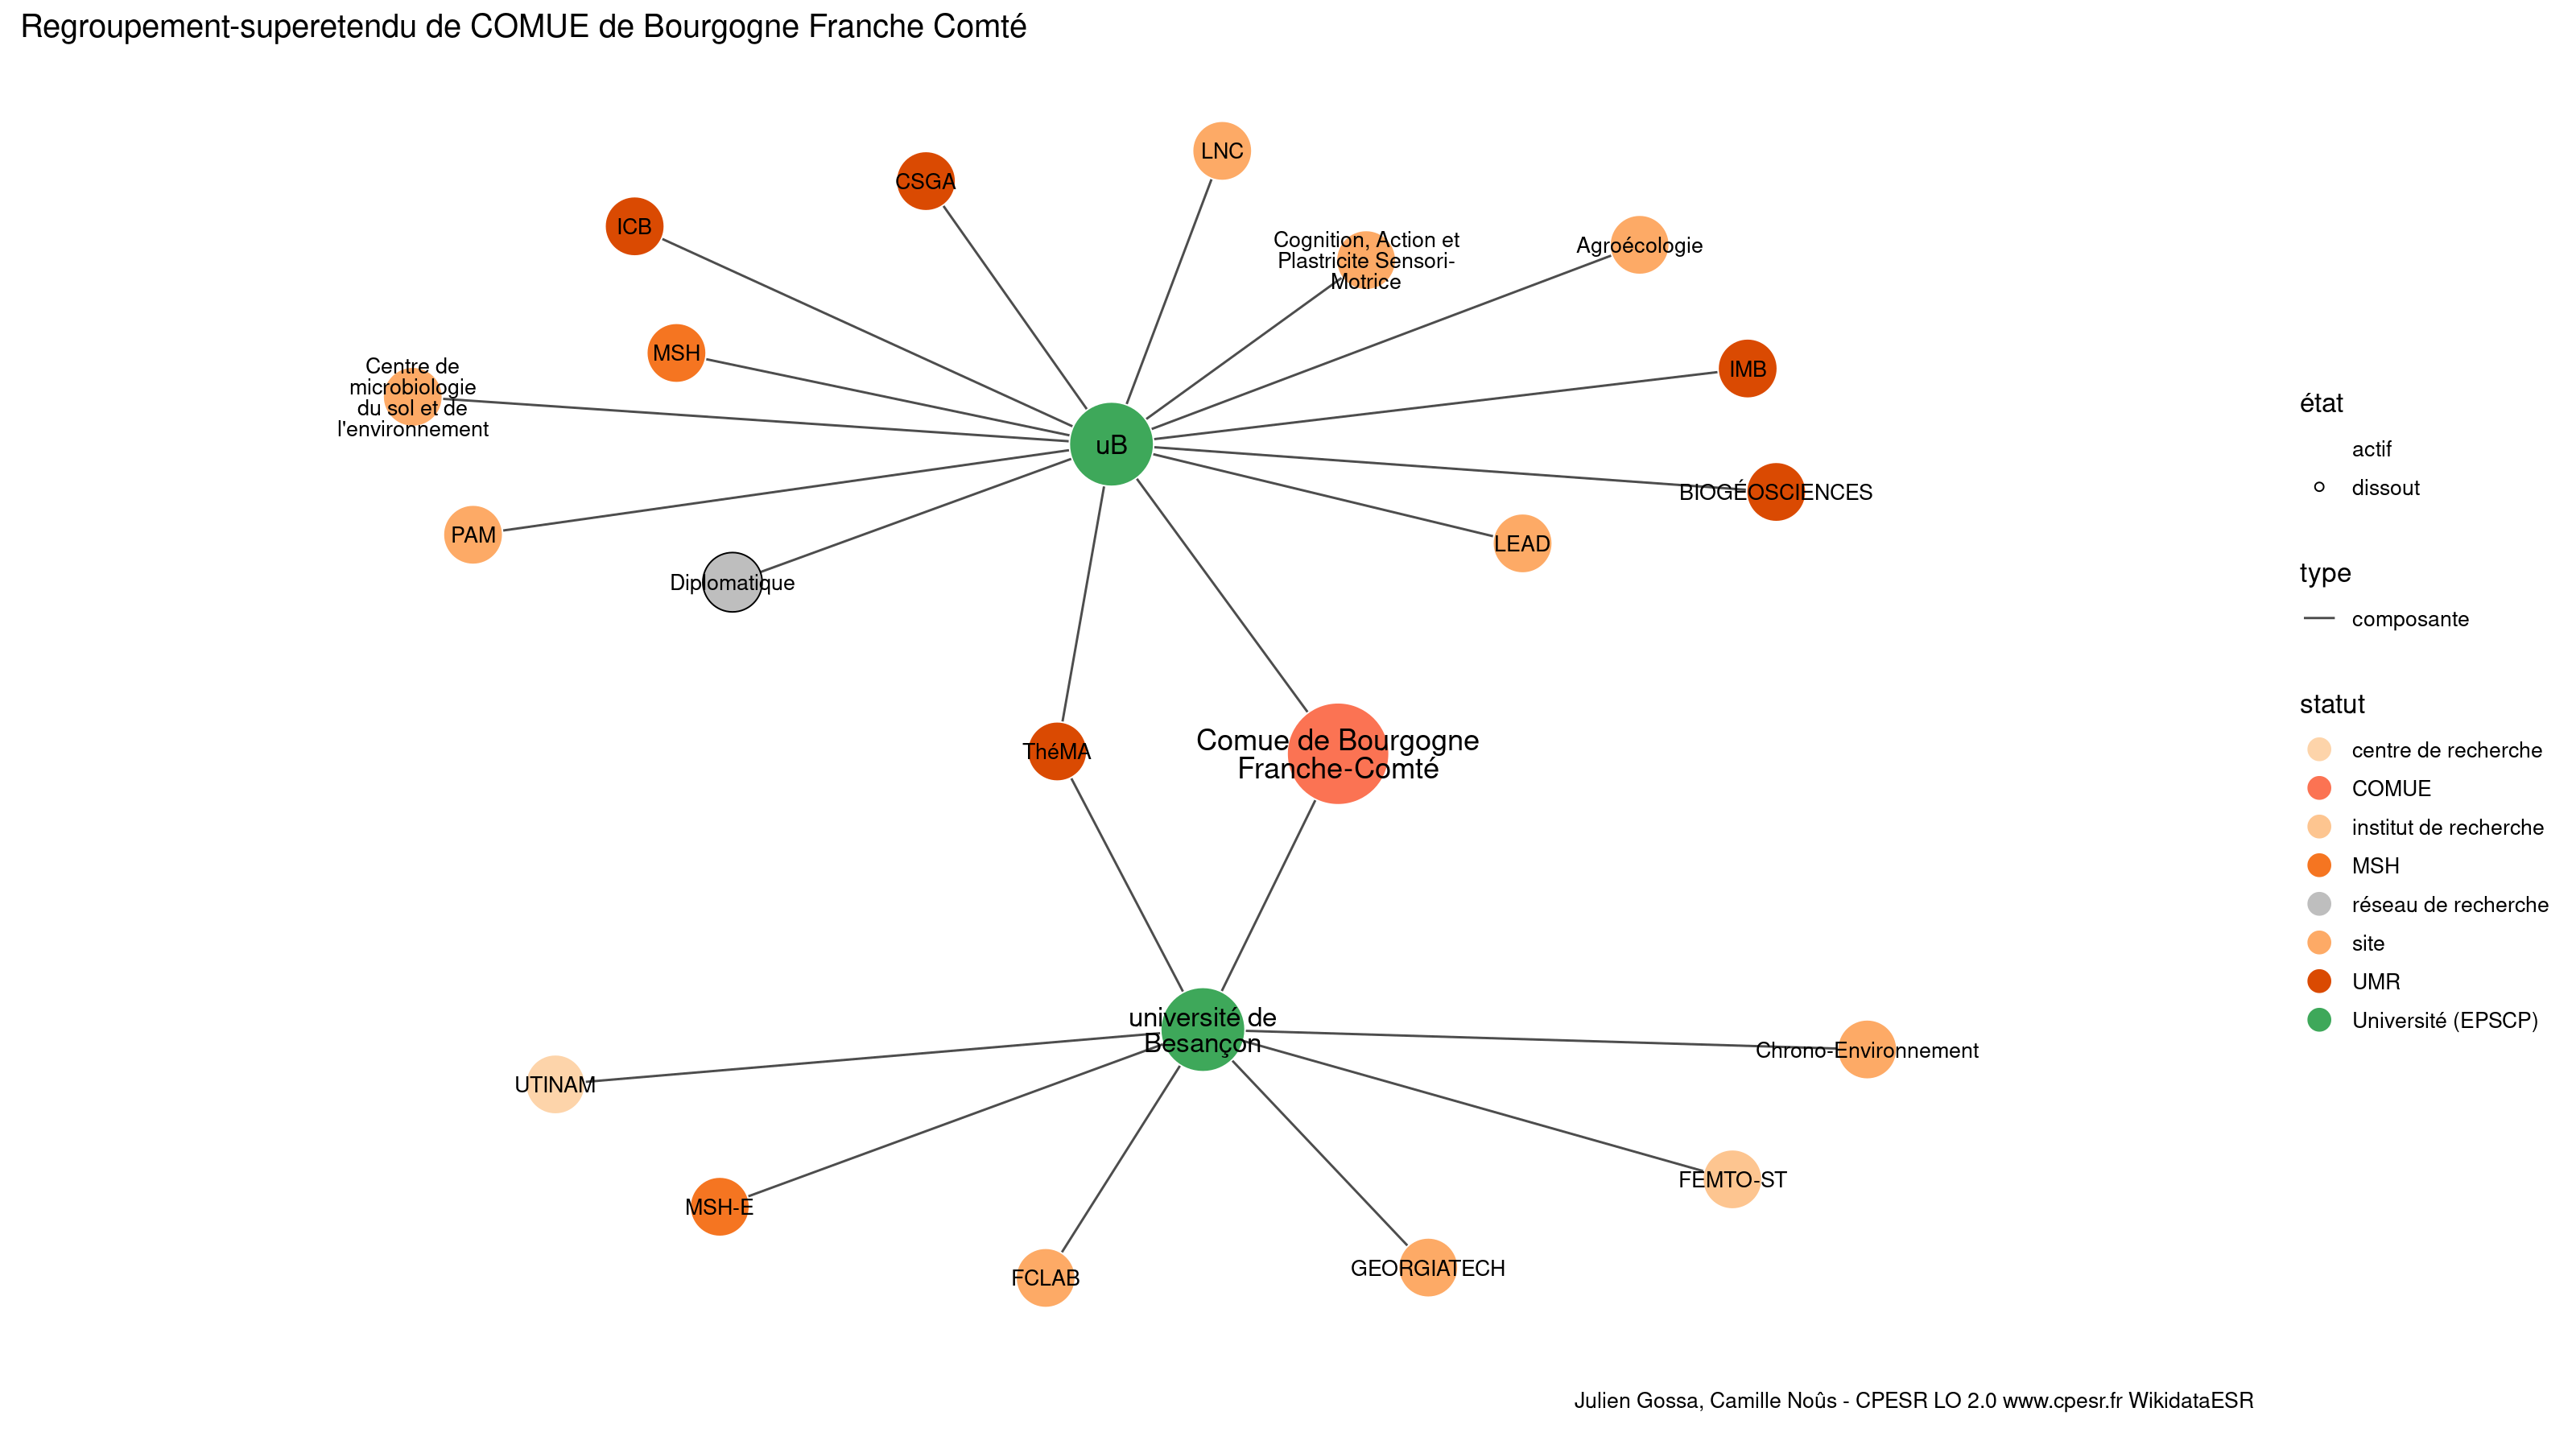 Regroupement-superetendu de COMUE de Bourgogne Franche Comté
LNC
CSGA
ICB
Cognition, Action et
Plastricite Sensori-
Motrice
Agroécologie
MSH
IMB
Centre de
microbiologie
du sol et de
l'environnement
uB
BIOGÉOSCIENCES
PAM
LEAD
Diplomatique
ThéMA
Comue de Bourgogne
Franche-Comté
université de
Besançon
Chrono-Environnement
UTINAM
FEMTO-ST
MSH-E
GEORGIATECH
FCLAB
état
actif
dissout
type
composante
statut
centre de recherche
COMUE
institut de recherche
MSH
réseau de recherche
site
UMR
Université (EPSCP)
Julien Gossa, Camille Noûs - CPESR LO 2.0 www.cpesr.fr WikidataESR